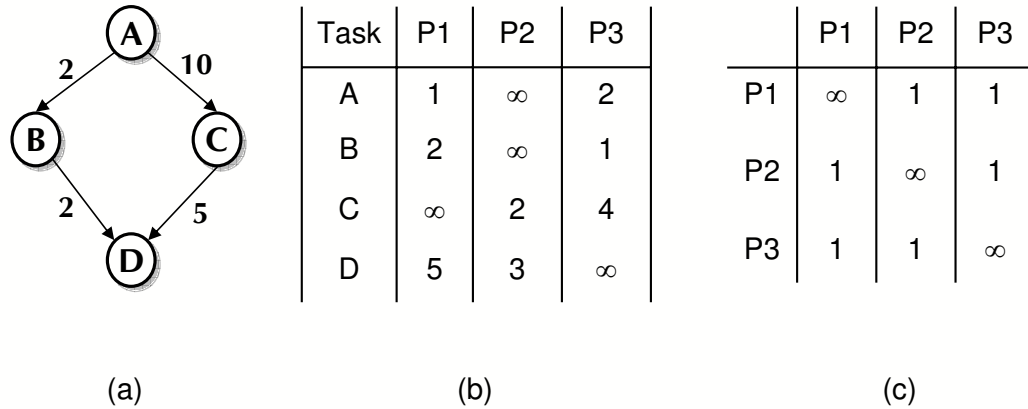 A
2 10
B C
2 5
D
Task P1 P2 P3
A 1 ∞ 2
B 2 ∞ 1
C ∞ 2 4
D 5 3 ∞
P1 P2 P3
P1 ∞ 1 1
P2 1 ∞ 1
P3 1 1 ∞
(a) (b) (c)